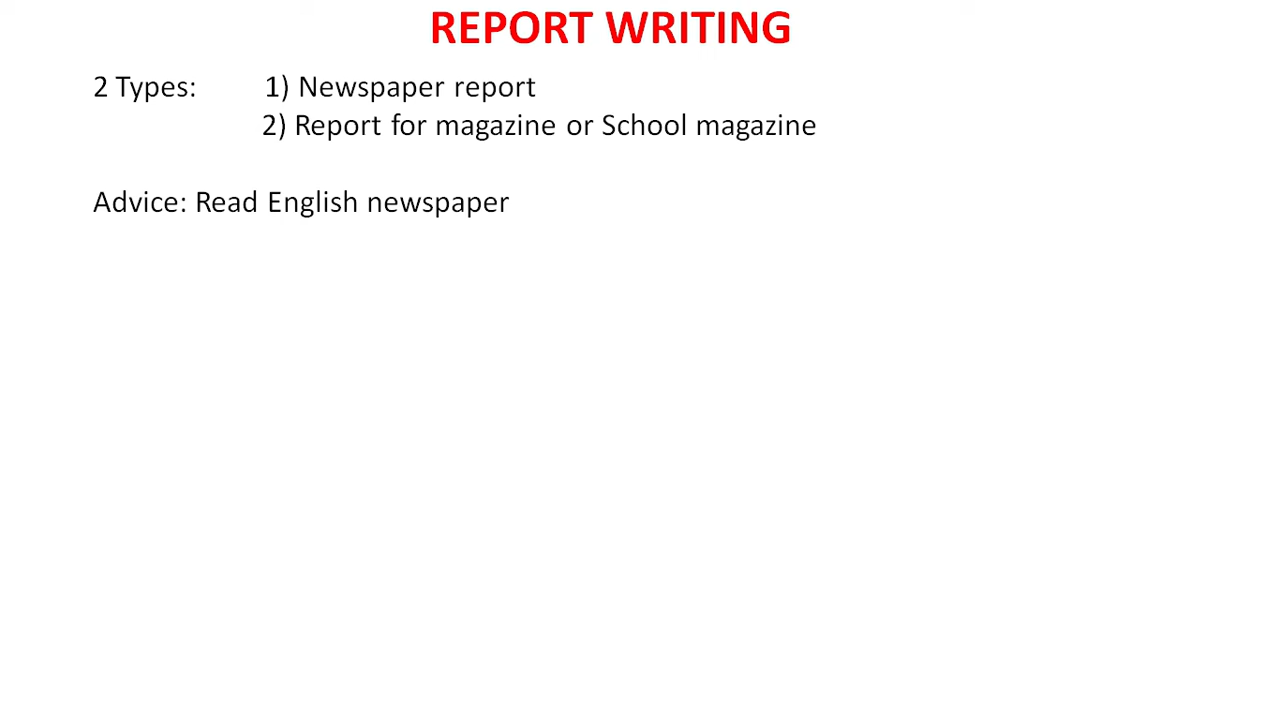 REPORT WRITING
2 Types: 1) Newspaper report
2) Report for magazine or School magazine
Advice: Read English newspaper